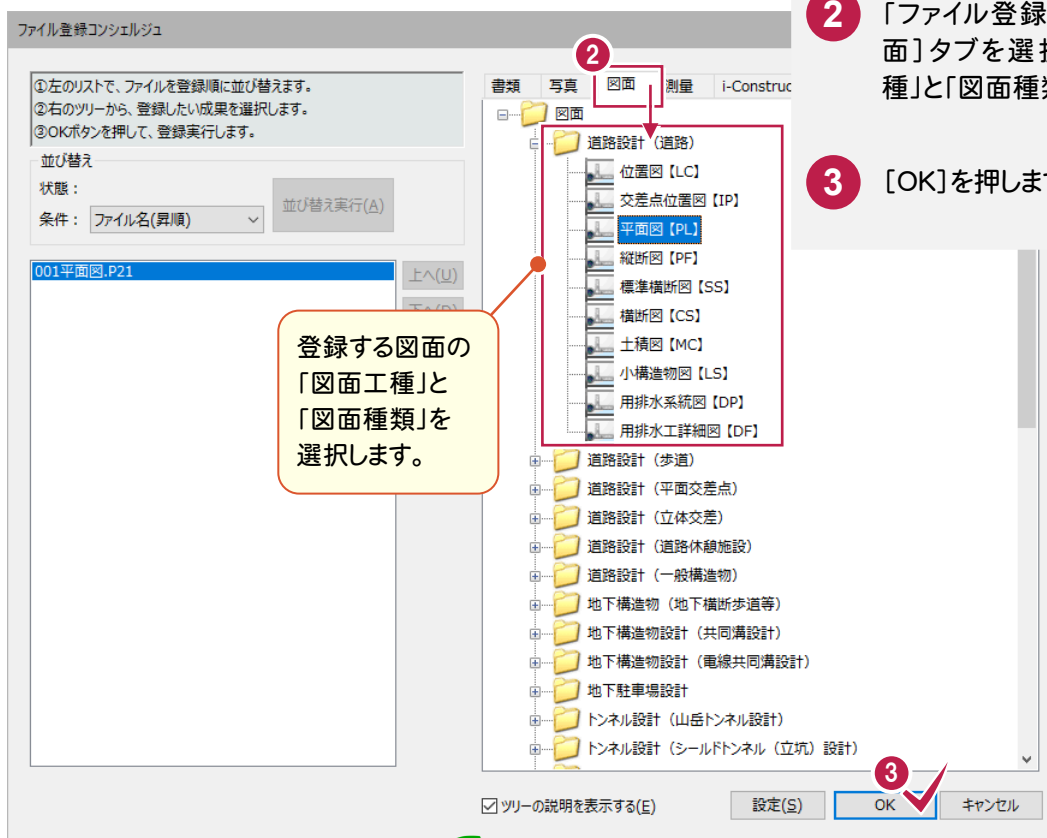 ファイル登録コンシェルジュ
①左のリストで、ファイルを登録順に並び替えます。
②右のツリーから、登録したい成果を選択します。
③OKボタンを押して、登録実行します。
並び替え
状態：
条件： ファイル名(昇順)
並び替え実行(A)
001平面図.P21
上へ(U)
登録する図面の
「図面工種」と
「図面種類」を
選択します。
2
書類 写真 図面 測量 i-Construc
図面
道路設計（道路）
位置図【LC】
交差点位置図【IP】
平面図【PL】
縦断図【PF】
標準横断図【SS】
横断図【CS】
土積図【MC】
小構造物図【LS】
用排水系統図【DP】
用排水工詳細図【DF】
道路設計（歩道）
道路設計（平面交差点）
道路設計（立体交差）
道路設計（道路休憩施設）
道路設計（一般構造物）
地下構造物（地下横断歩道等）
地下構造物設計（共同溝設計）
地下構造物設計（電線共同溝設計）
地下駐車場設計
トンネル設計（山岳トンネル設計）
トンネル設計（シールドトンネル（立坑）設計）
3
ツリーの説明を表示する(E)
設定(S)
OK
キャンセル
2 「ファイル登録
面］タブを選
種」と「図面種
3 ［OK］を押しま